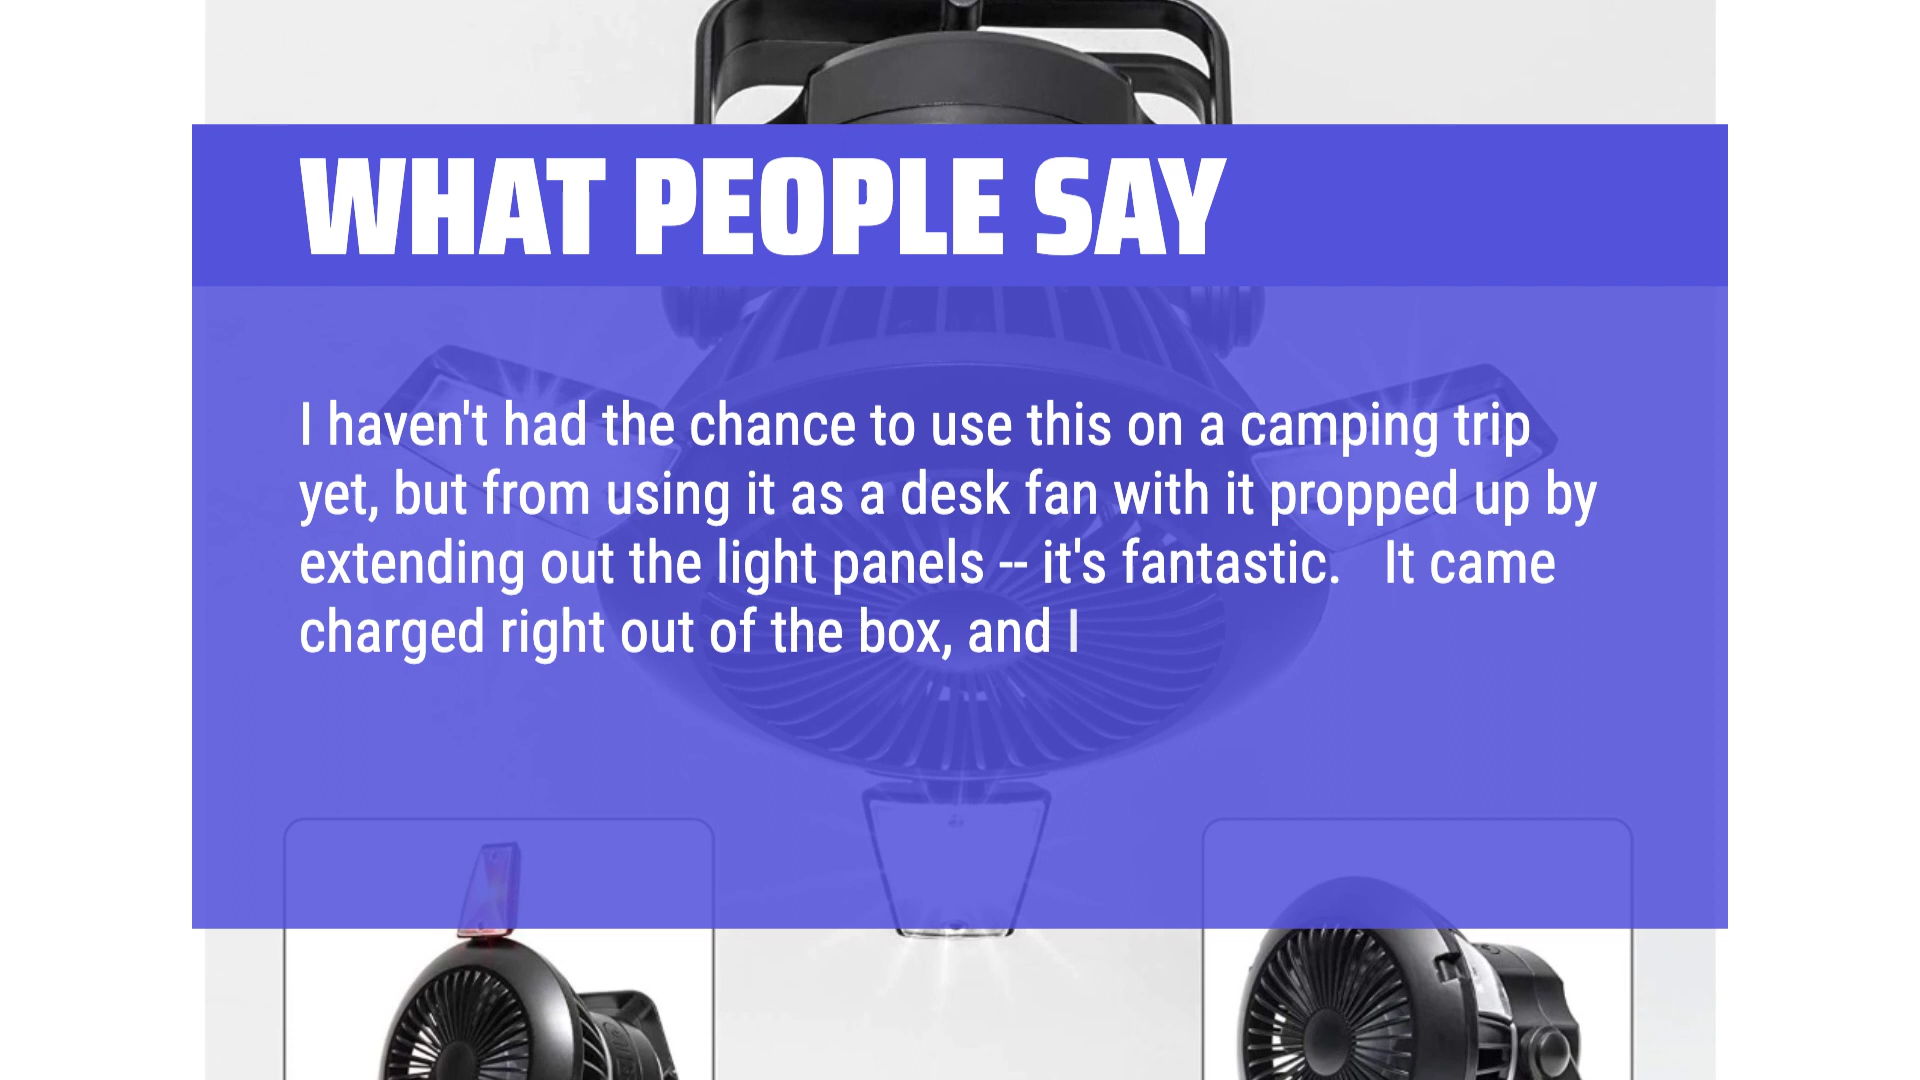 WHAT PEOPLE SAY
I haven't had the chance to use this on a camping trip
yet, but from using it as a desk fan with it propped up by
extending out the light panels -- it's fantastic.   It came
charged right out of the box, and I